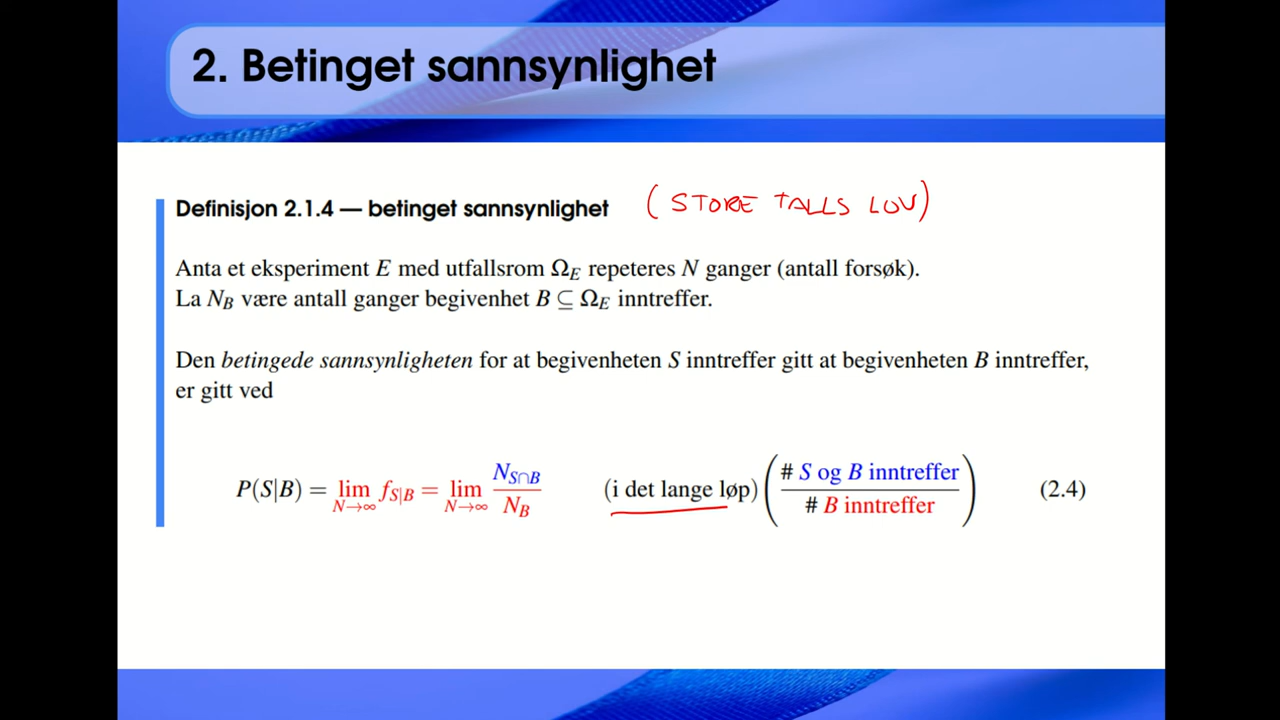 2. Betinget sannsynlighet
Definisjon 2.1.4 — betinget sannsynlighet (STORE TALLS LOV)
Anta et eksperiment E med utfallsrom Ω_E repeteres N ganger (antall forsøk).
La N_B være antall ganger begivenhet B ⊆ Ω_E inntreffer.
Den betingede sannsynligheten for at begivenheten S inntreffer gitt at begivenheten B inntreffer,
er gitt ved
P(S|B) = lim_{N→∞} f_{S|B} = lim_{N→∞} N_{S∩B} / N_B (i det lange løp) (# S og B inntreffer / # B inntreffer) (2.4)